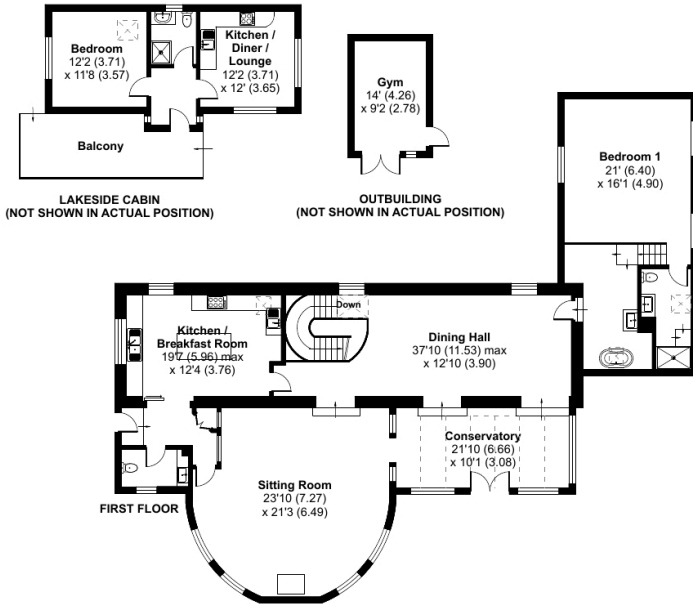 Bedroom
12'2 (3.71)
x 11'8 (3.57)
Kitchen /
Diner /
Lounge
12'2 (3.71)
x 12' (3.65)
Balcony
LAKESIDE CABIN
(NOT SHOWN IN ACTUAL POSITION)
Gym
14' (4.26)
x 9'2 (2.78)
OUTBUILDING
(NOT SHOWN IN ACTUAL POSITION)
Bedroom 1
21' (6.40)
x 16'1 (4.90)
Down
Kitchen /
Breakfast Room
19'7 (5.96) max
x 12'4 (3.76)
Dining Hall
37'10 (11.53) max
x 12'10 (3.90)
Conservatory
21'10 (6.66)
x 10'1 (3.08)
Sitting Room
23'10 (7.27)
x 21'3 (6.49)
FIRST FLOOR